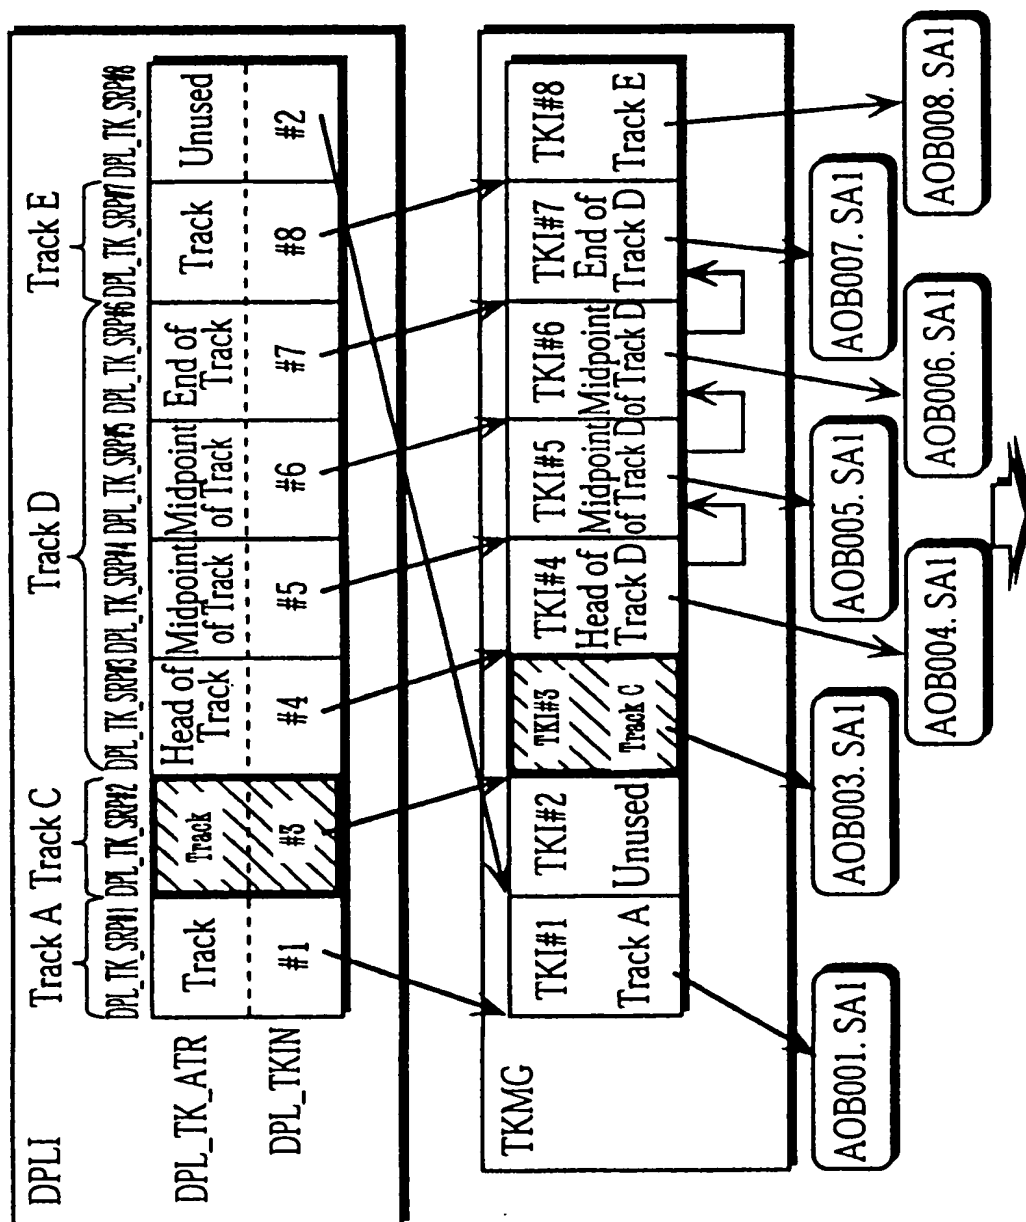 DPLI
Track A
Track C
Track D
Track E
DPL_TK_SRP#1
DPL_TK_SRP#2
DPL_TK_SRP#3
DPL_TK_SRP#4
DPL_TK_SRP#5
DPL_TK_SRP#6
DPL_TK_SRP#7
DPL_TK_SRP#8
DPL_TK_ATR
Track
Track
Head of
Track
Midpoint
of Track
Midpoint
of Track
End of
Track
Track
Unused
DPL_TKIN
#1
#3
#4
#5
#6
#7
#8
#2
TKMG
TKI#1
Track A
TKI#2
Unused
TKI#3
Track C
TKI#4
Head of
Track D
TKI#5
Midpoint
of Track D
TKI#6
Midpoint
of Track D
TKI#7
End of
Track D
TKI#8
Track E
AOB001. SA1
AOB003. SA1
AOB004. SA1
AOB005. SA1
AOB006. SA1
AOB007. SA1
AOB008. SA1